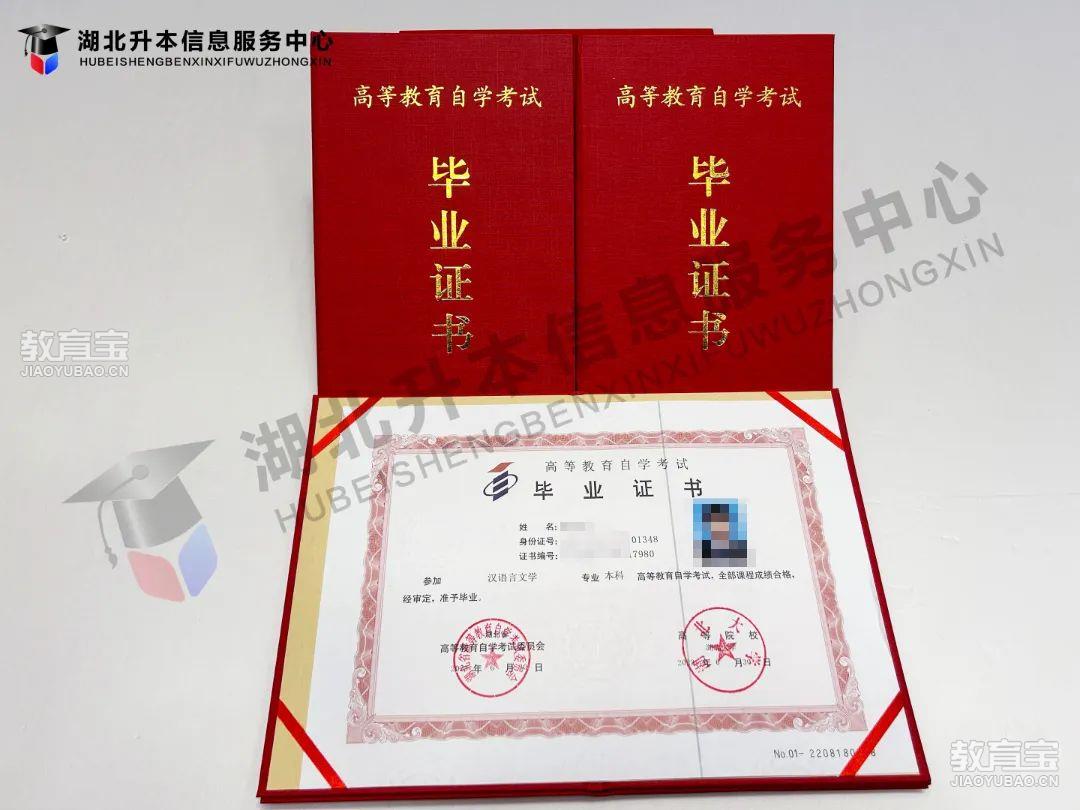 湖北升本信息服务中心
HUBEISHENGBENXINXIFUWUZHONGXIN
高等教育自学考试
毕业证书
高等教育自学考试
毕业证书
教育宝
JIAOYUBAO.CN
湖北升本信息服务中心
HUBEISHENGBENXINXIFUWUZHONGXIN
高等教育自学考试
毕业证书
姓 名:
身份证号: 01348
证书编号: 17980
参加 汉语言文学 专业 本科 高等教育自学考试,全部课程成绩合格,
经审定,准予毕业。
高等教育自学考试委员会
年 月 日
高等院校
月 日
湖北大学
No.01-
教育宝
JIAOYUBAO.CN